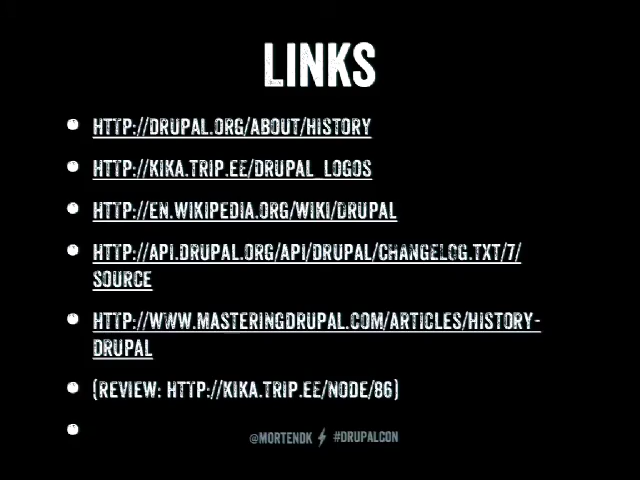 LINKS
HTTP://DRUPAL.ORG/ABOUT/HISTORY
HTTP://KIKA.TRIP.EE/DRUPAL_LOGOS
HTTP://EN.WIKIPEDIA.ORG/WIKI/DRUPAL
HTTP://API.DRUPAL.ORG/API/DRUPAL/CHANGELOG.TXT/7/
SOURCE
HTTP://WWW.MASTERINGDRUPAL.COM/ARTICLES/HISTORY-
DRUPAL
(REVIEW: HTTP://KIKA.TRIP.EE/NODE/86)
@MORTENDK #DRUPALCON